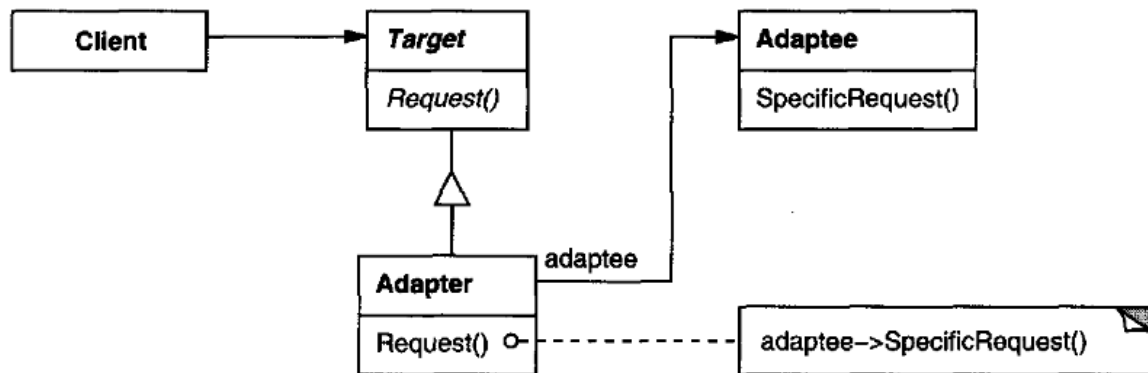 Client
Target
Request()
Adaptee
SpecificRequest()
adaptee
Adapter
Request()
adaptee->SpecificRequest()